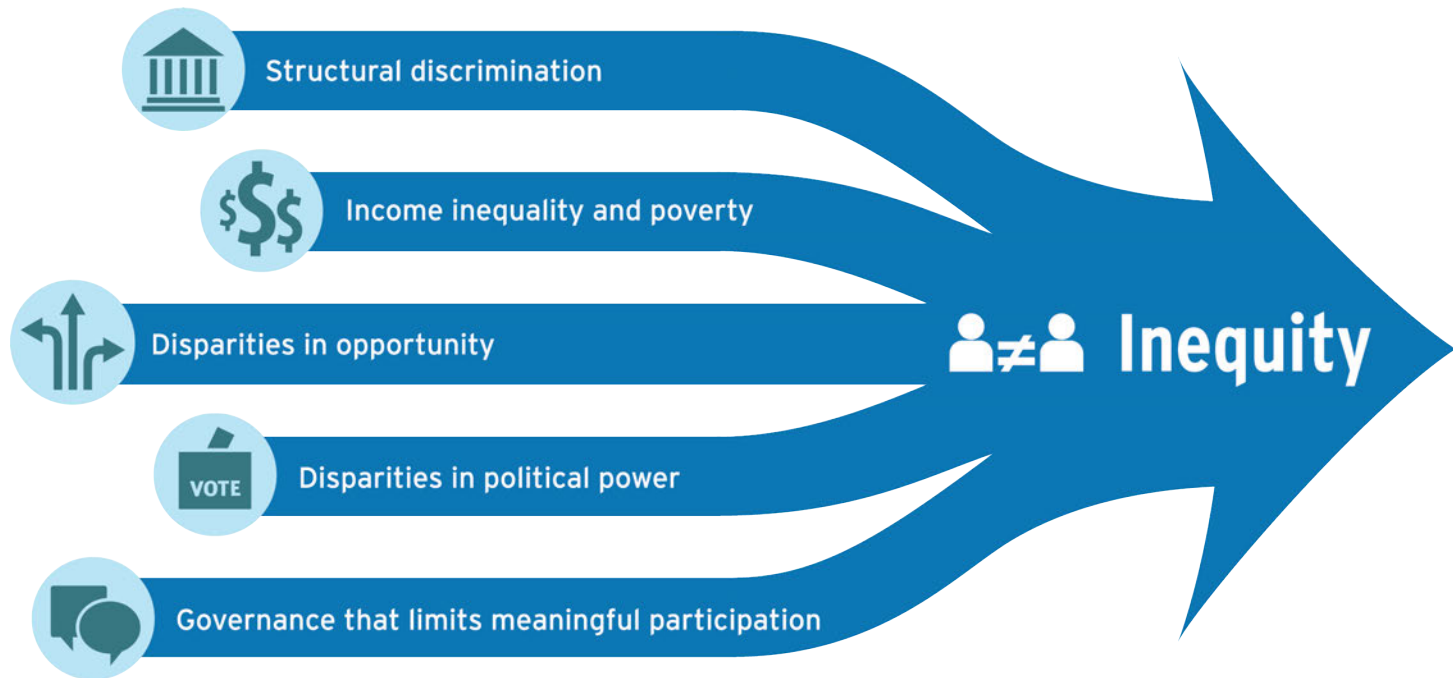 Structural discrimination
$$$
Income inequality and poverty
Disparities in opportunity
≠ Inequity
VOTE
Disparities in political power
Governance that limits meaningful participation